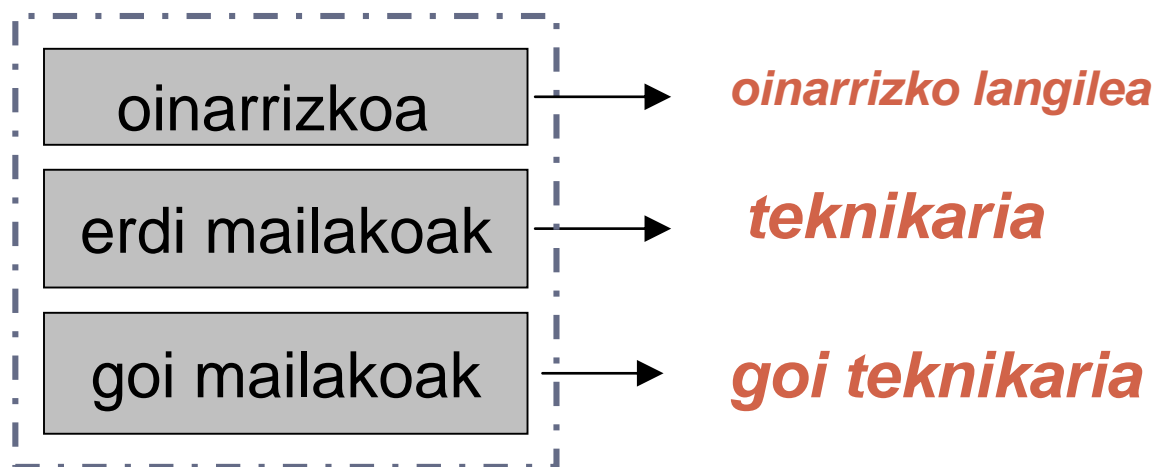 oinarrizkoa
oinarrizko langilea
erdi mailakoak
teknikaria
goi mailakoak
goi teknikaria